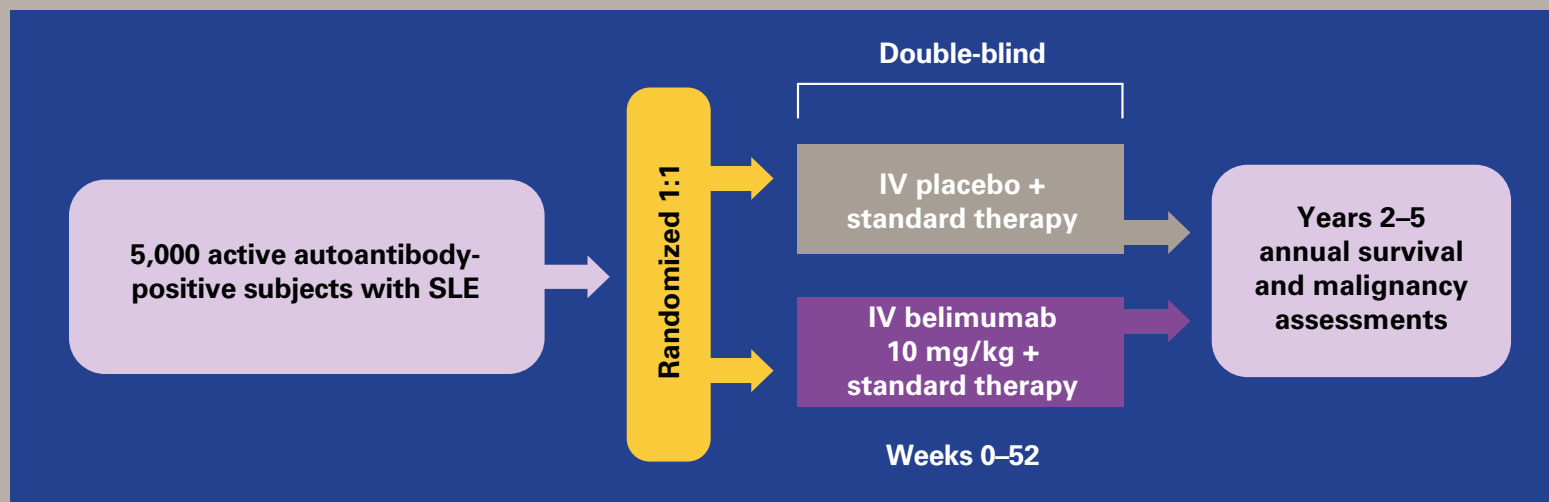 5,000 active autoantibody-
positive subjects with SLE
Randomized 1:1
Double-blind
IV placebo +
standard therapy
IV belimumab
10 mg/kg +
standard therapy
Weeks 0–52
Years 2–5
annual survival
and malignancy
assessments